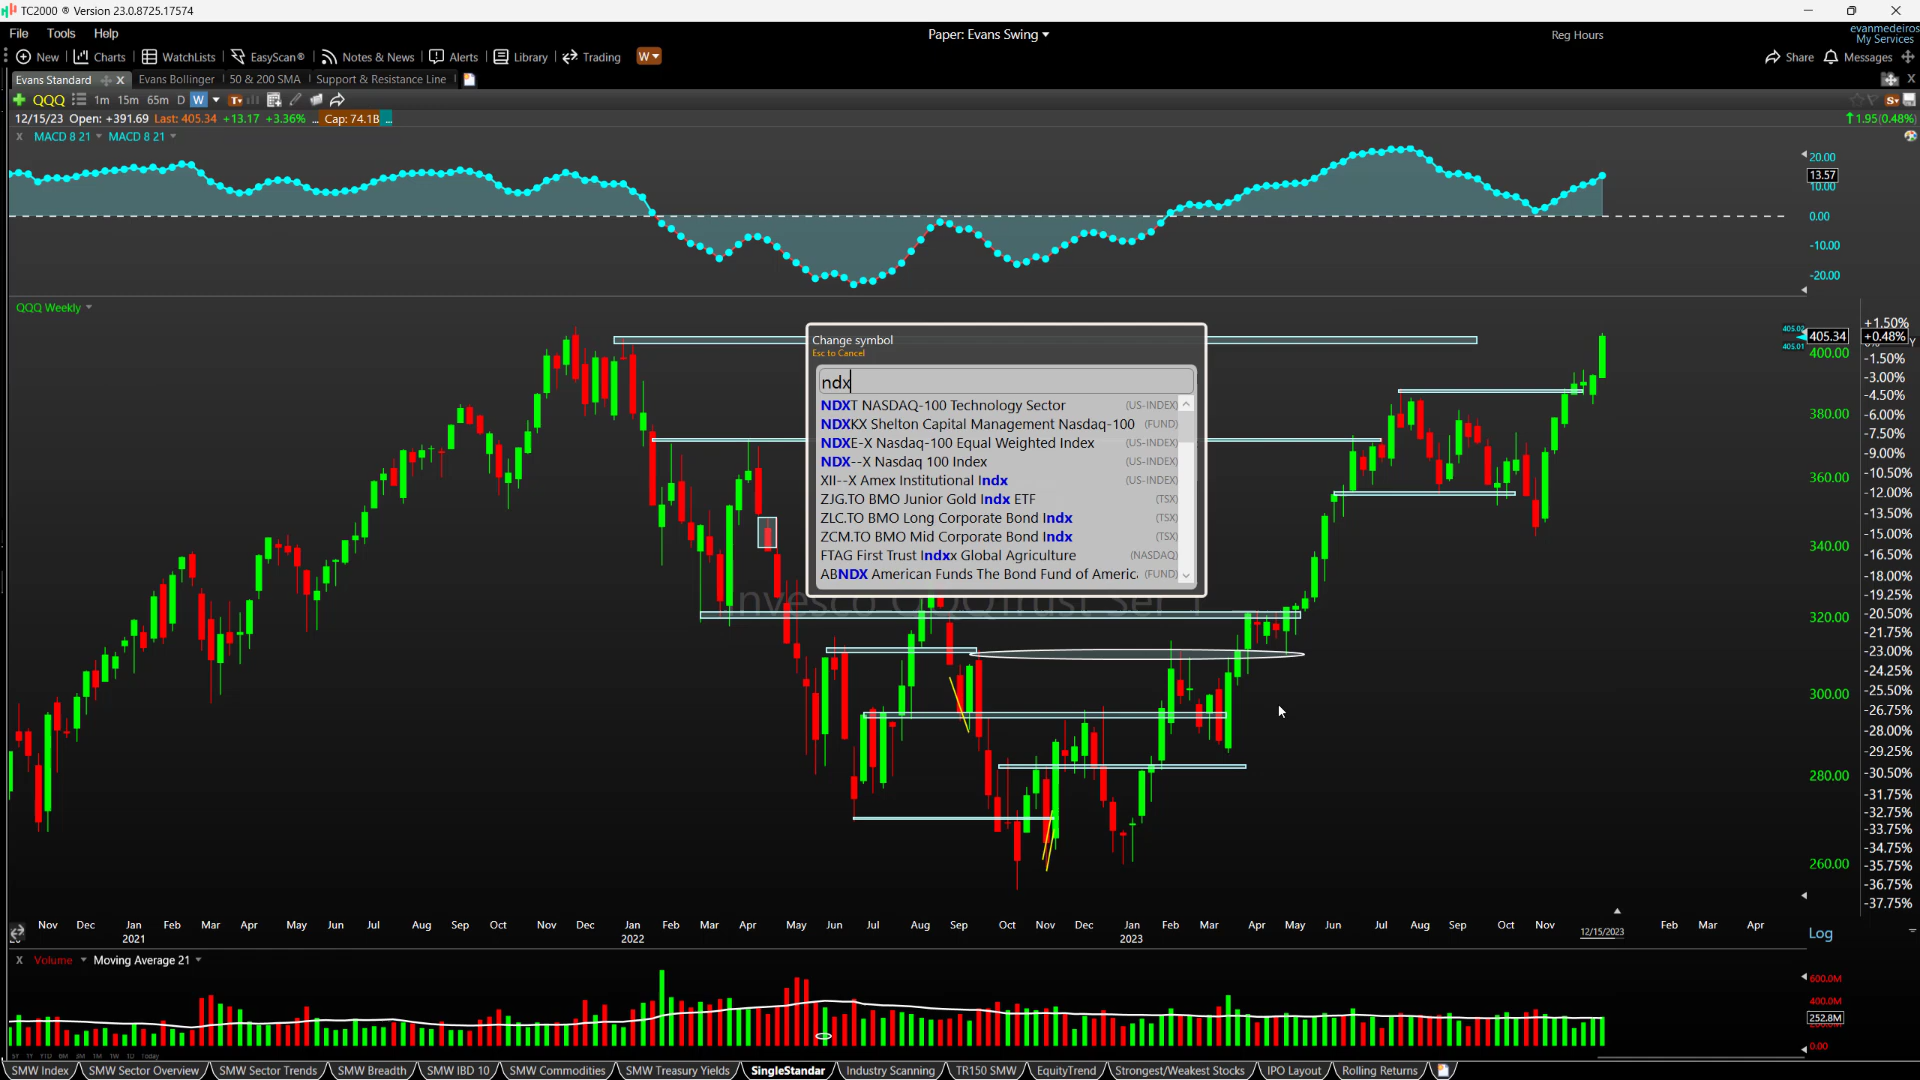 TC2000 ® Version 23.0.8725.17574
File Tools Help
Paper: Evans Swing
Reg Hours
evanmedeiros
My Services
New Charts WatchLists EasyScan® Notes & News Alerts Library Trading W
Share Messages
Evans Standard X Evans Bollinger 50 & 200 SMA Support & Resistance Line
QQQ 1m 15m 65m D W T
S
12/15/23 Open: +391.69 Last: 405.34 +13.17 +3.36% ... Cap: 74.1B ...
1.95(0.48%)
X MACD 8 21 MACD 8 21
20.00
13.57
10.00
0.00
-10.00
-20.00
QQQ Weekly
Change symbol
Esc to Cancel
ndx
NDXT NASDAQ-100 Technology Sector (US-INDEX)
NDXKX Shelton Capital Management Nasdaq-100 (FUND)
NDXE-X Nasdaq-100 Equal Weighted Index (US-INDEX)
NDX--X Nasdaq 100 Index (US-INDEX)
XII--X Amex Institutional Indx (US-INDEX)
ZJG.TO BMO Junior Gold Indx ETF (TSX)
ZLC.TO BMO Long Corporate Bond Indx (TSX)
ZCM.TO BMO Mid Corporate Bond Indx (TSX)
FTAG First Trust Indxx Global Agriculture (NASDAQ)
ABNDX American Funds The Bond Fund of Americ (FUND)
405.02
405.34
405.01
400.00
380.00
360.00
340.00
320.00
300.00
280.00
260.00
+1.50%
+0.48%
-1.50%
-3.00%
-4.50%
-6.00%
-7.50%
-9.00%
-10.50%
-12.00%
-13.50%
-15.00%
-16.50%
-18.00%
-19.25%
-20.50%
-21.75%
-23.00%
-24.25%
-25.50%
-26.75%
-28.00%
-29.25%
-30.50%
-31.75%
-32.75%
-33.75%
-34.75%
-35.75%
-36.75%
-37.75%
Nov Dec Jan Feb Mar Apr May Jun Jul Aug Sep Oct Nov Dec Jan Feb Mar Apr May Jun Jul Aug Sep Oct Nov Dec Jan Feb Mar Apr May Jun Jul Aug Sep Oct Nov 12/15/2023 Feb Mar Apr
2021 2022 2023
Log
X Volume Moving Average 21
600.0M
400.0M
252.8M
0.00
5Y 1Y YTD 6M 3M 1M 1W 1D Today
SMW Index SMW Sector Overview SMW Sector Trends SMW Breadth SMW IBD 10 SMW Commodities SMW Treasury Yields SingleStandar Industry Scanning TR150 SMW EquityTrend Strongest/Weakest Stocks IPO Layout Rolling Returns